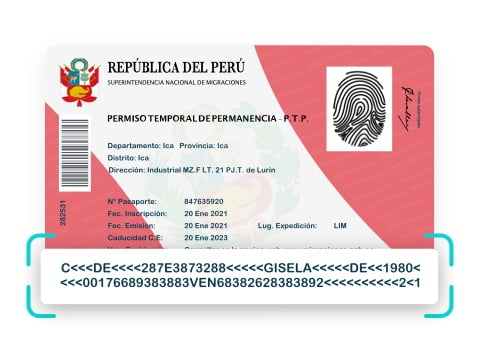 REPÚBLICA DEL PERÚ
SUPERINTENDENCIA NACIONAL DE MIGRACIONES
PERMISO TEMPORAL DE PERMANENCIA - P.T.P.
Departamento: Ica Provincia: Ica
Distrito: Ica
Dirección: Industrial MZ.F LT. 21 PJ.T. de Lurin
282531
N° Pasaporte: 847635920
Fec. Inscripción: 20 Ene 2021
Fec. Emisión: 20 Ene 2021 Lug. Expedición: LIM
Caducidad C.E: 20 Ene 2023
C<<<DE<<<<287E3873288<<<<<GISELA<<<<<DE<<1980<
<<<00176689383883VEN68382628383892<<<<<<<<<<2<1